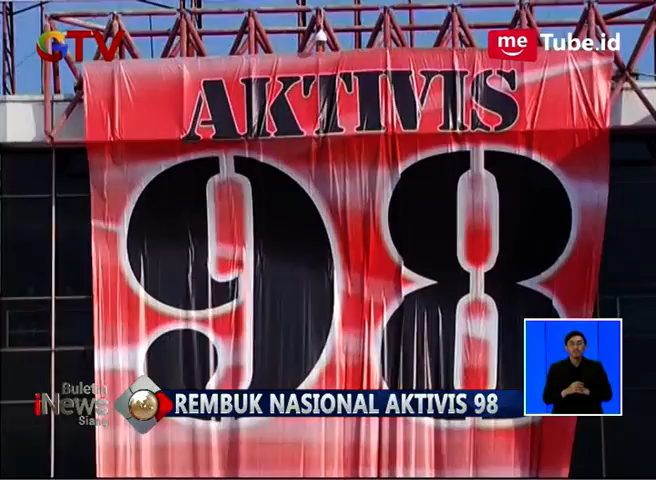 GTV
me Tube.id
AKTIVIS
98
Buletin
iNews
Siang
REMBUK NASIONAL AKTIVIS 98